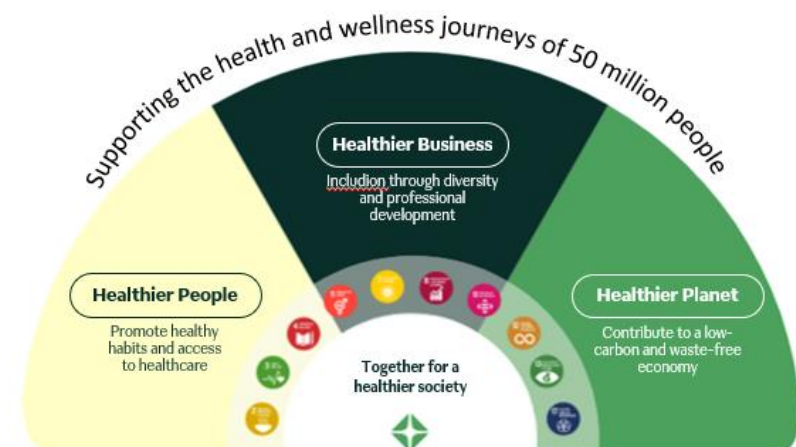 Supporting the health and wellness journeys of 50 million people
Healthier Business
Includion through diversity
and professional
development
Healthier People
Promote healthy
habits and access
to healthcare
Healthier Planet
Contribute to a low-
carbon and waste-free
economy
Together for a
healthier society